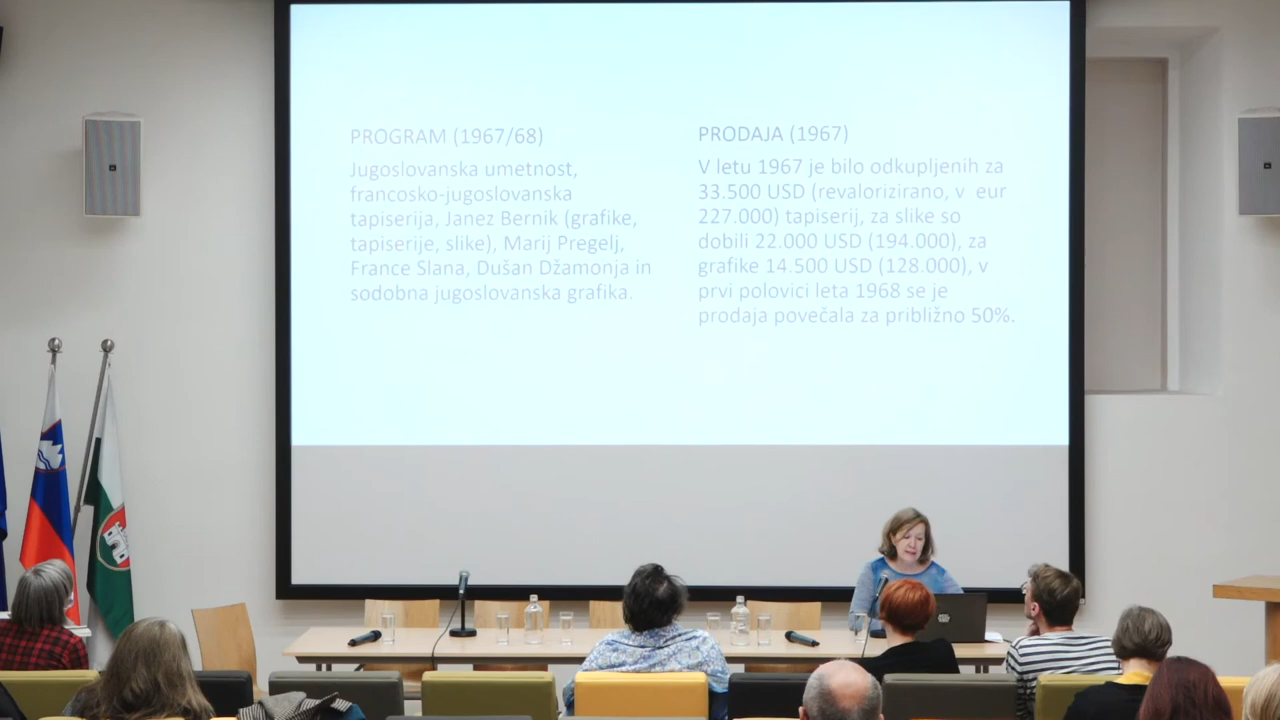 PROGRAM (1967/68)
Jugoslovanska umetnost,
francosko-jugoslovanska
tapiserija, Janez Bernik (grafike,
tapiserije, slike), Marij Pregelj,
France Slana, Dušan Džamonja in
sodobna jugoslovanska grafika.
PRODAJA (1967)
V letu 1967 je bilo odkupljenih za
33.500 USD (revalorizirano, v eur
227.000) tapiserij, za slike so
dobili 22.000 USD (194.000), za
grafike 14.500 USD (128.000), v
prvi polovici leta 1968 se je
prodaja povečala za približno 50%.